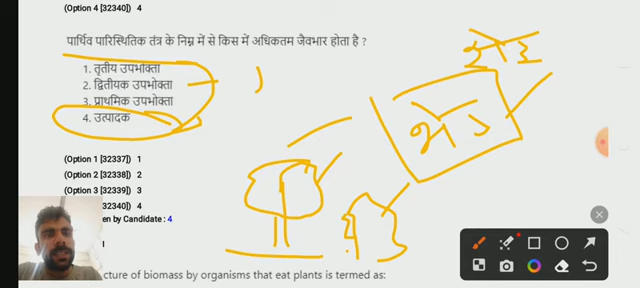 (Option 4 [32340]) 4
पार्थिव पारिस्थितिक तंत्र के निम्न में से किस में अधिकतम जैवभार होता है ?
1. तृतीय उपभोक्ता
2. द्वितीयक उपभोक्ता
3. प्राथमिक उपभोक्ता
4. उत्पादक
(Option 1 [32337]) 1
(Option 2 [32338]) 2
(Option 3 [32339]) 3
32340]) 4
en by Candidate : 4
cture of biomass by organisms that eat plants is termed as: